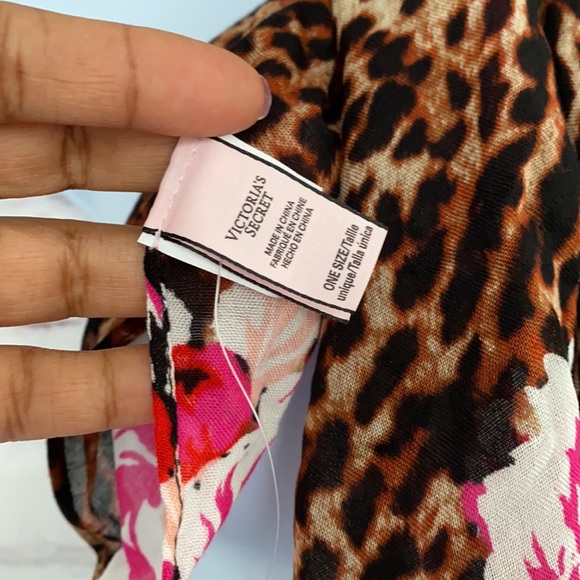 VICTORIA'S
SECRET
MADE IN CHINA
FABRIQUÉ EN CHINE
HECHO EN CHINA
ONE SIZE/Taille
unique/Talla única